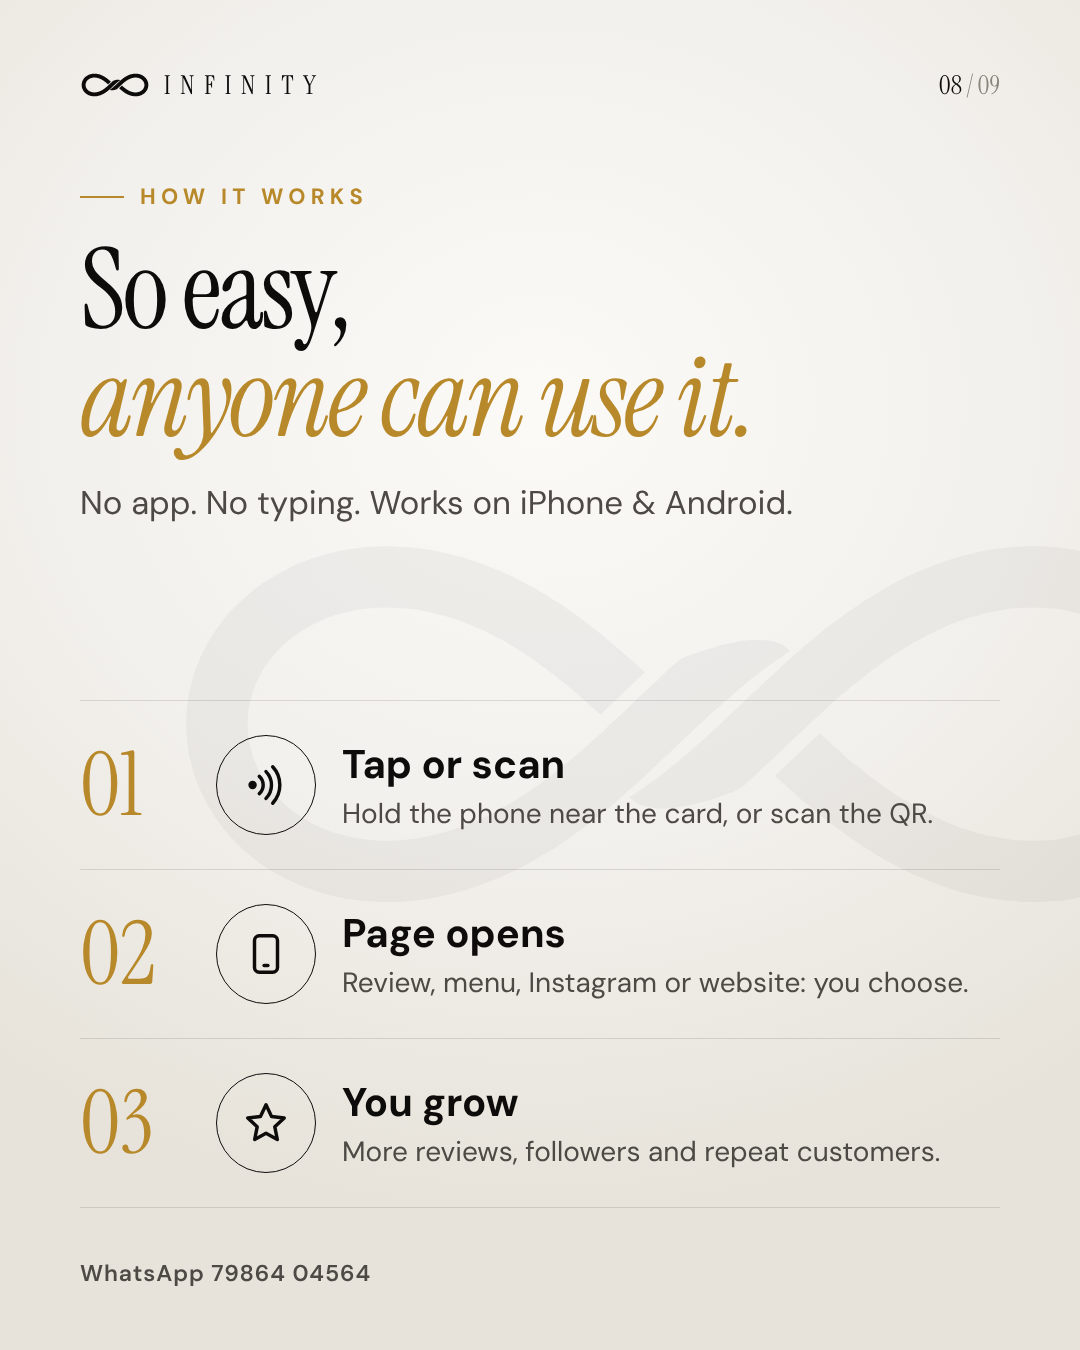 INFINITY
08 / 09
HOW IT WORKS
So easy,
anyone can use it.
No app. No typing. Works on iPhone & Android.
01
Tap or scan
Hold the phone near the card, or scan the QR.
02
Page opens
Review, menu, Instagram or website: you choose.
03
You grow
More reviews, followers and repeat customers.
WhatsApp 79864 04564